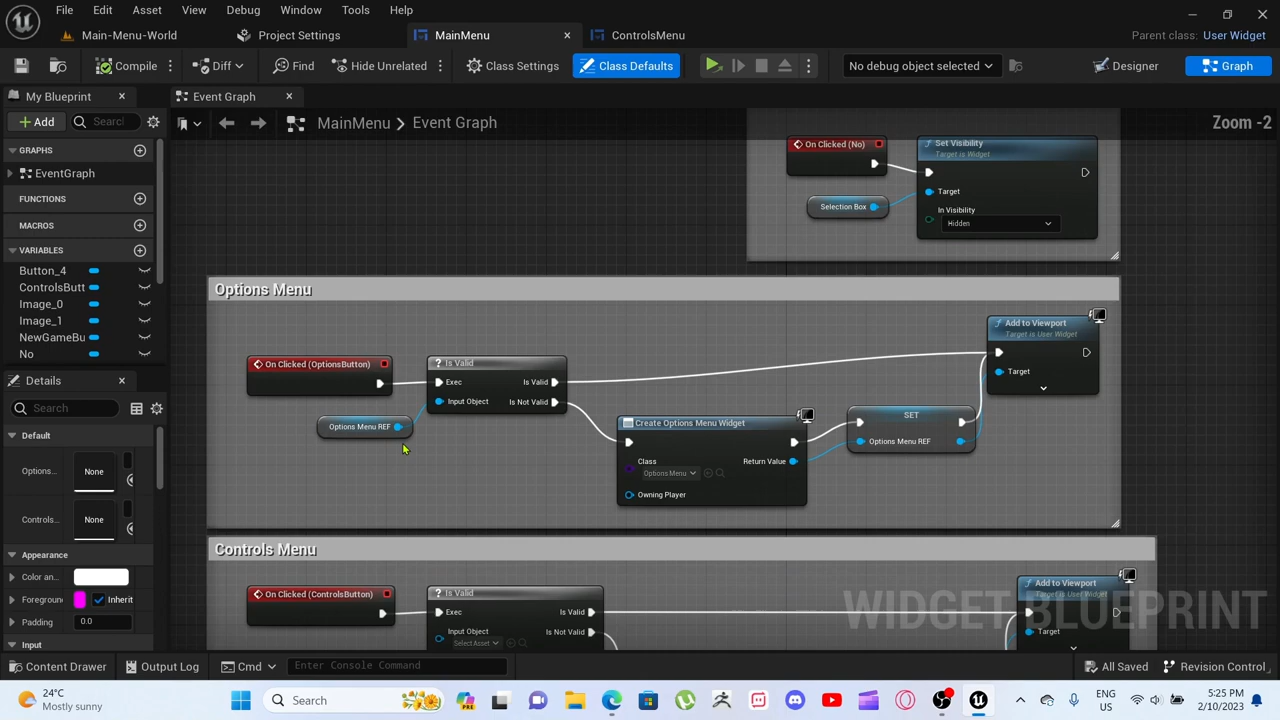 File Edit Asset View Debug Window Tools Help
Main-Menu-World Project Settings MainMenu ControlsMenu
Parent class: User Widget
Compile Diff Find Hide Unrelated Class Settings Class Defaults No debug object selected Designer Graph
My Blueprint
Event Graph
Add
MainMenu Event Graph
Zoom -2
GRAPHS
EventGraph
FUNCTIONS
MACROS
VARIABLES
Button_4
ControlsButt
Image_0
Image_1
NewGameBu
No
Details
Search
Default
Options...
None
Controls...
None
Appearance
Color an...
Foregroun
Inherit
Padding
0.0
Input
On Clicked (No)
Set Visibility
Target is Widget
Target
Selection Box
In Visibility
Hidden
Options Menu
On Clicked (OptionsButton)
Is Valid
Exec
Is Valid
Input Object
Is Not Valid
Options Menu REF
Create Options Menu Widget
Class
Options Menu
Return Value
Owning Player
SET
Options Menu REF
Add to Viewport
Target is User Widget
Target
Controls Menu
On Clicked (ControlsButton)
Is Valid
Exec
Is Valid
Input Object
Select Asset
Is Not Valid
Add to Viewport
Target is User Widget
Target
WIDGET BLUEPRINT
Content Drawer Output Log Cmd Enter Console Command All Saved Revision Control
24°C
Mostly sunny
Search
PRE
ENG
US
5:25 PM
2/10/2023